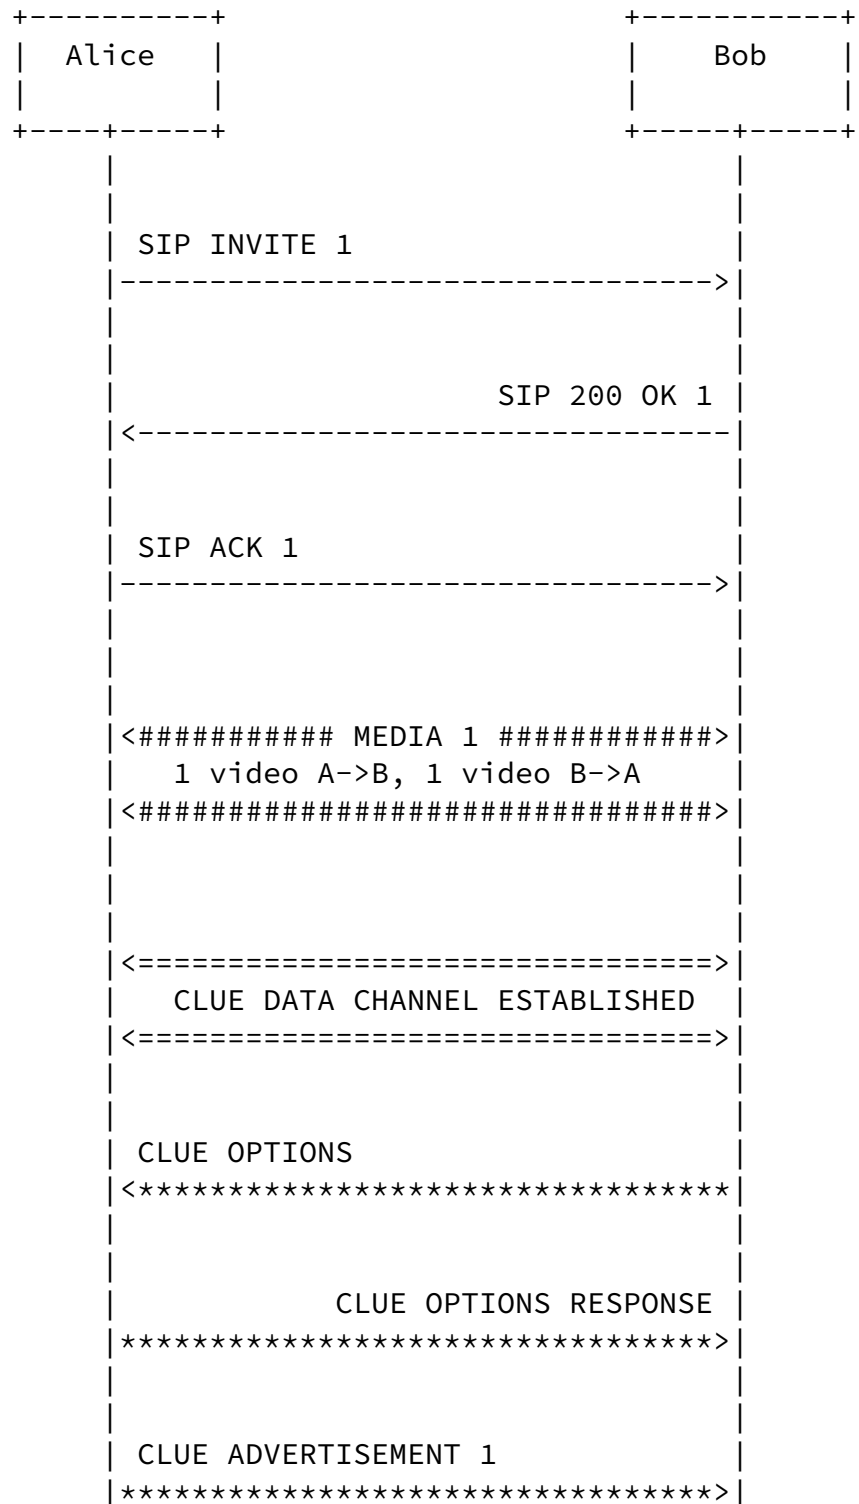 +----------+                      +-----------+
|  Alice   |                      |    Bob    |
|          |                      |           |
+----+-----+                      +-----+-----+
     |                                  |
     |                                  |
     | SIP INVITE 1                     |
     |--------------------------------->|
     |                                  |
     |                                  |
     |                     SIP 200 OK 1 |
     |<---------------------------------|
     |                                  |
     |                                  |
     | SIP ACK 1                        |
     |--------------------------------->|
     |                                  |
     |                                  |
     |                                  |
     |<########### MEDIA 1 ############>|
     |   1 video A->B, 1 video B->A     |
     |<################################>|
     |                                  |
     |                                  |
     |                                  |
     |<================================>|
     |   CLUE DATA CHANNEL ESTABLISHED  |
     |<================================>|
     |                                  |
     |                                  |
     | CLUE OPTIONS                     |
     |<*********************************|
     |                                  |
     |                                  |
     |            CLUE OPTIONS RESPONSE |
     |*********************************>|
     |                                  |
     |                                  |
     | CLUE ADVERTISEMENT 1             |
     |*********************************>|